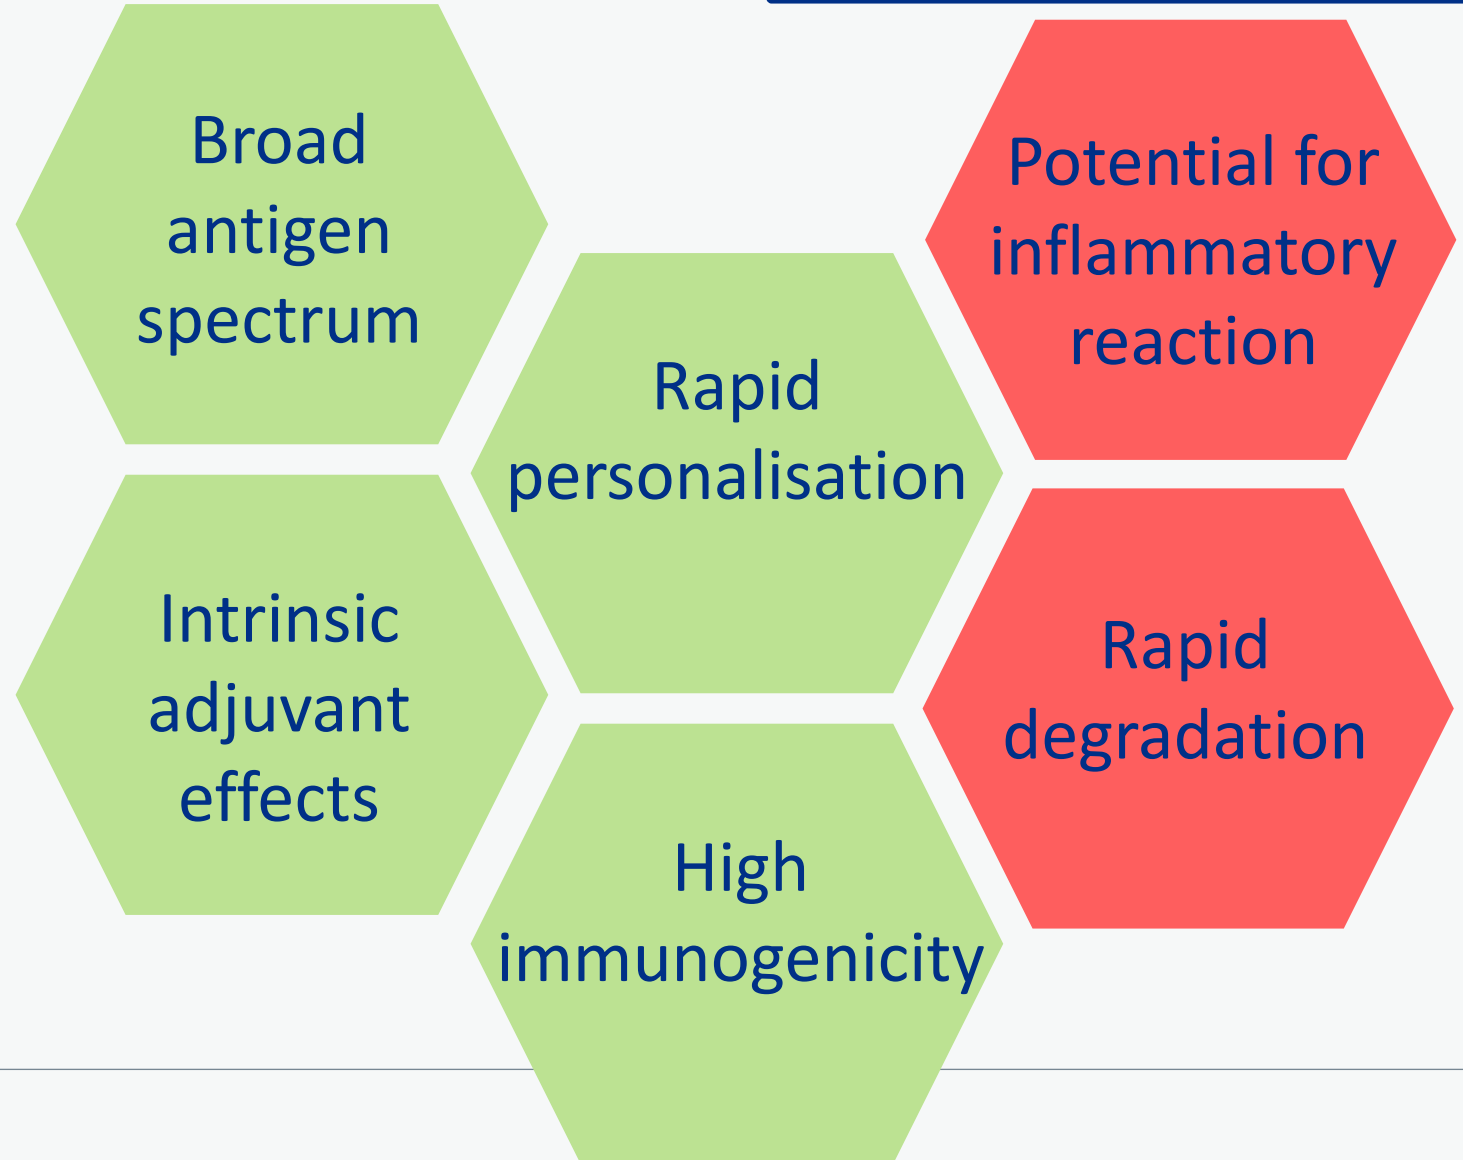 Broad
antigen
spectrum
Intrinsic
adjuvant
effects
Rapid
personalisation
High
immunogenicity
Potential for
inflammatory
reaction
Rapid
degradation